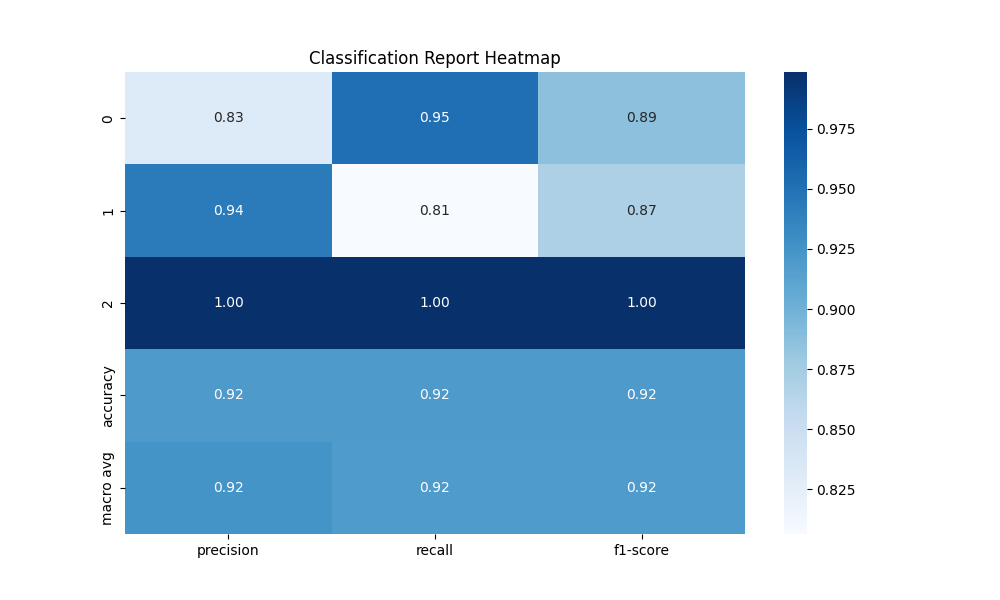 Classification Report Heatmap
0 0.83 0.95 0.89
1 0.94 0.81 0.87
2 1.00 1.00 1.00
accuracy 0.92 0.92 0.92
macro avg 0.92 0.92 0.92
precision recall f1-score
0.975
0.950
0.925
0.900
0.875
0.850
0.825